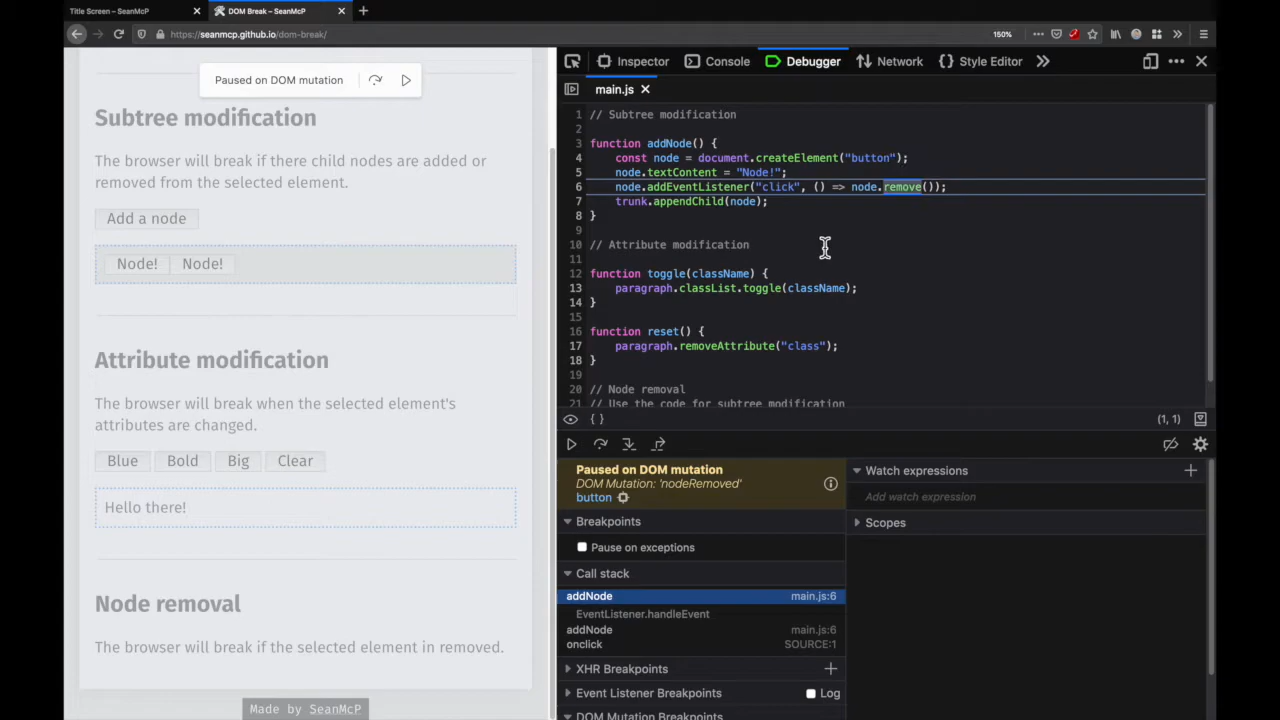 Title Screen – SeanMcP
DOM Break – SeanMcP
https://seanmcp.github.io/dom-break/
150%
Paused on DOM mutation
Subtree modification
The browser will break if there child nodes are added or
removed from the selected element.
Add a node
Node! Node!
Attribute modification
The browser will break when the selected element's
attributes are changed.
Blue Bold Big Clear
Hello there!
Node removal
The browser will break if the selected element in removed.
Made by SeanMcP
Inspector Console Debugger Network Style Editor
main.js
1 // Subtree modification
2
3 function addNode() {
4 const node = document.createElement("button");
5 node.textContent = "Node!";
6 node.addEventListener("click", () => node.remove());
7 trunk.appendChild(node);
8 }
9
10 // Attribute modification
11
12 function toggle(className) {
13 paragraph.classList.toggle(className);
14 }
15
16 function reset() {
17 paragraph.removeAttribute("class");
18 }
19
20 // Node removal
21 // Use the code for subtree modification
{ } (1, 1)
Paused on DOM mutation
DOM Mutation: 'nodeRemoved'
button
Breakpoints
Pause on exceptions
Call stack
addNode main.js:6
EventListener.handleEvent
addNode main.js:6
onclick SOURCE:1
XHR Breakpoints
Event Listener Breakpoints Log
DOM Mutation Breakpoints
Watch expressions
Add watch expression
Scopes